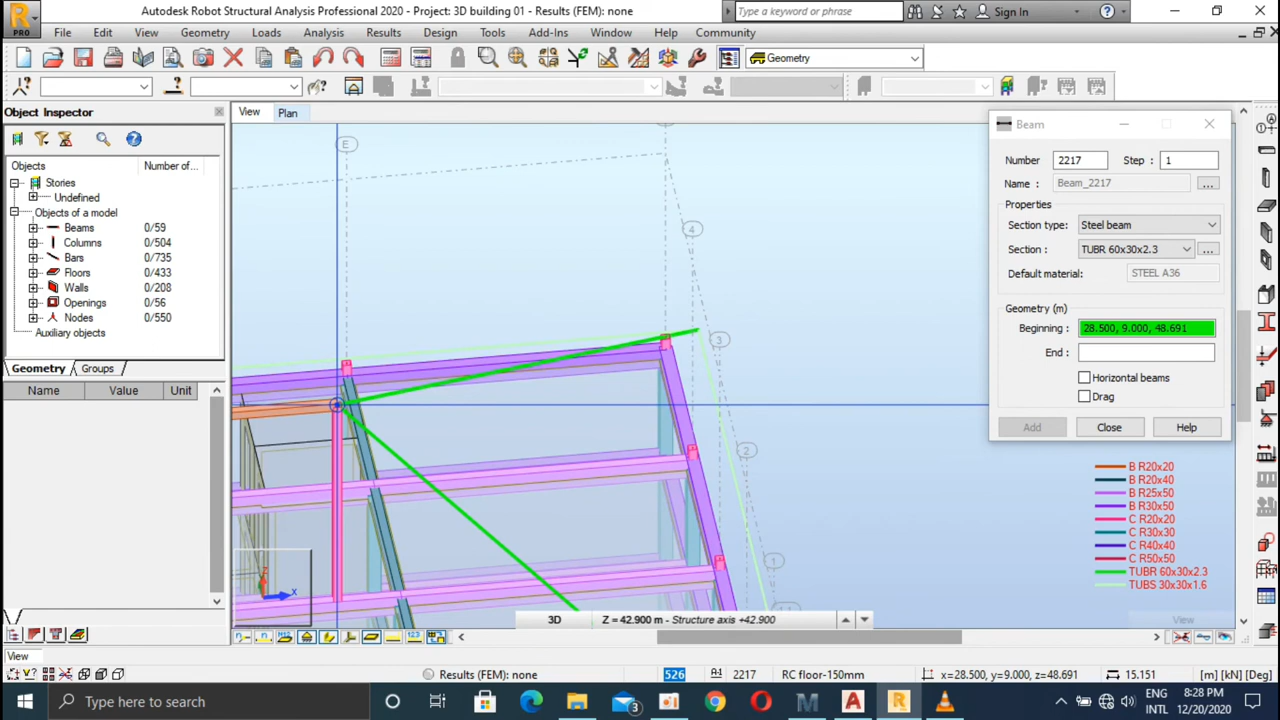 Autodesk Robot Structural Analysis Professional 2020 - Project: 3D building 01 - Results (FEM): none
Type a keyword or phrase
Sign In
PRO
File Edit View Geometry Loads Analysis Results Design Tools Add-Ins Window Help Community
Geometry
Object Inspector
View Plan
Objects Number of...
Stories
Undefined
Objects of a model
Beams 0/59
Columns 0/504
Bars 0/735
Floors 0/433
Walls 0/208
Openings 0/56
Nodes 0/550
Auxiliary objects
Geometry Groups
Name Value Unit
E
4
3
2
1
Z
X
Beam
Number 2217 Step : 1
Name : Beam_2217 ...
Properties
Section type: Steel beam
Section : TUBR 60x30x2.3 ...
Default material: STEEL A36
Geometry (m)
Beginning : 28.500, 9.000, 48.691
End :
Horizontal beams
Drag
Add Close Help
B R20x20
B R20x40
B R25x50
B R30x50
C R20x20
C R30x30
C R40x40
C R50x50
TUBR 60x30x2.3
TUBS 30x30x1.6
3D Z = 42.900 m - Structure axis +42.900
View
View
Results (FEM): none 526 2217 RC floor-150mm x=28.500, y=9.000, z=48.691 15.151 [m] [kN] [Deg]
Type here to search
3
ENG
INTL
8:28 PM
12/20/2020